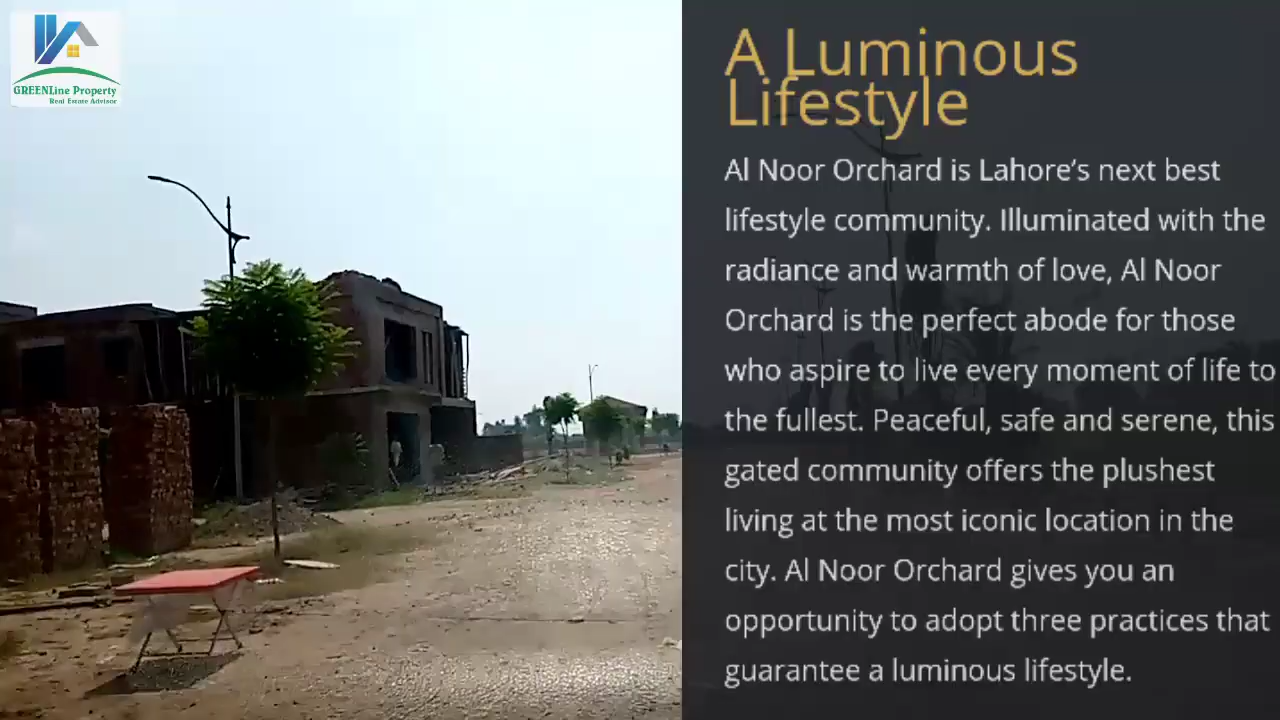 GREENLine Property
Real Estate Advisor
A Luminous
Lifestyle
Al Noor Orchard is Lahore’s next best
lifestyle community. Illuminated with the
radiance and warmth of love, Al Noor
Orchard is the perfect abode for those
who aspire to live every moment of life to
the fullest. Peaceful, safe and serene, this
gated community offers the plushest
living at the most iconic location in the
city. Al Noor Orchard gives you an
opportunity to adopt three practices that
guarantee a luminous lifestyle.